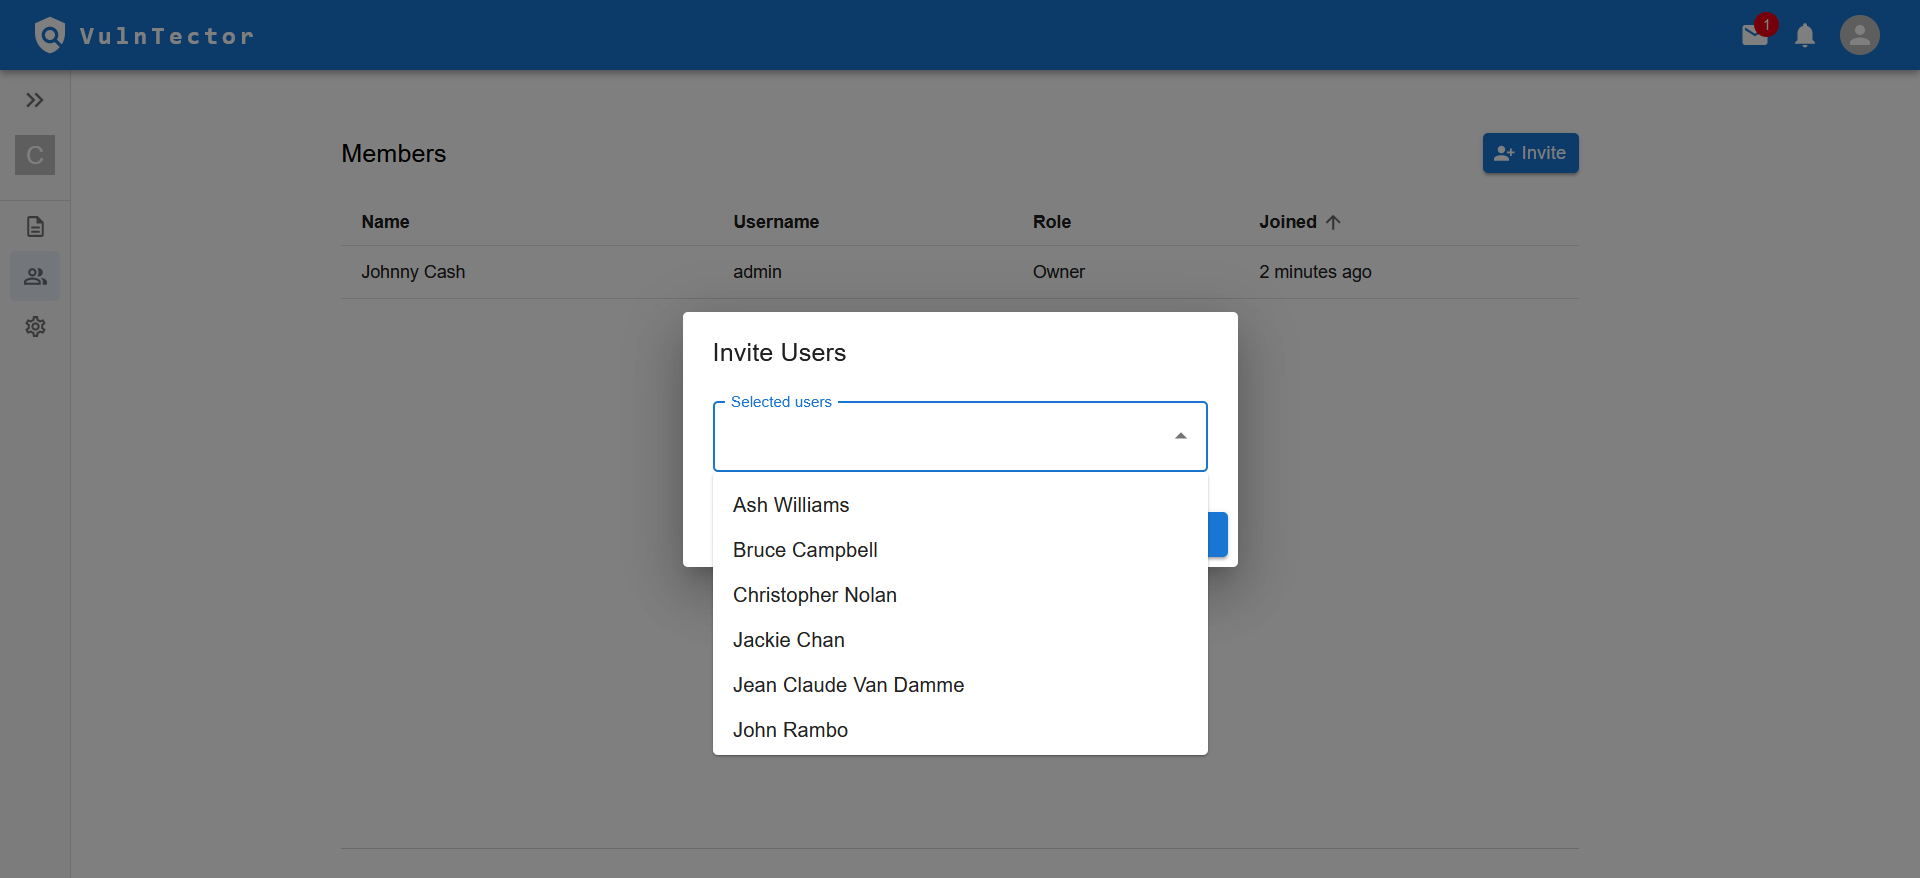 VulnTector
1
C
Members
Invite
Name Username Role Joined
Johnny Cash admin Owner 2 minutes ago
Invite Users
Selected users
Ash Williams
Bruce Campbell
Christopher Nolan
Jackie Chan
Jean Claude Van Damme
John Rambo